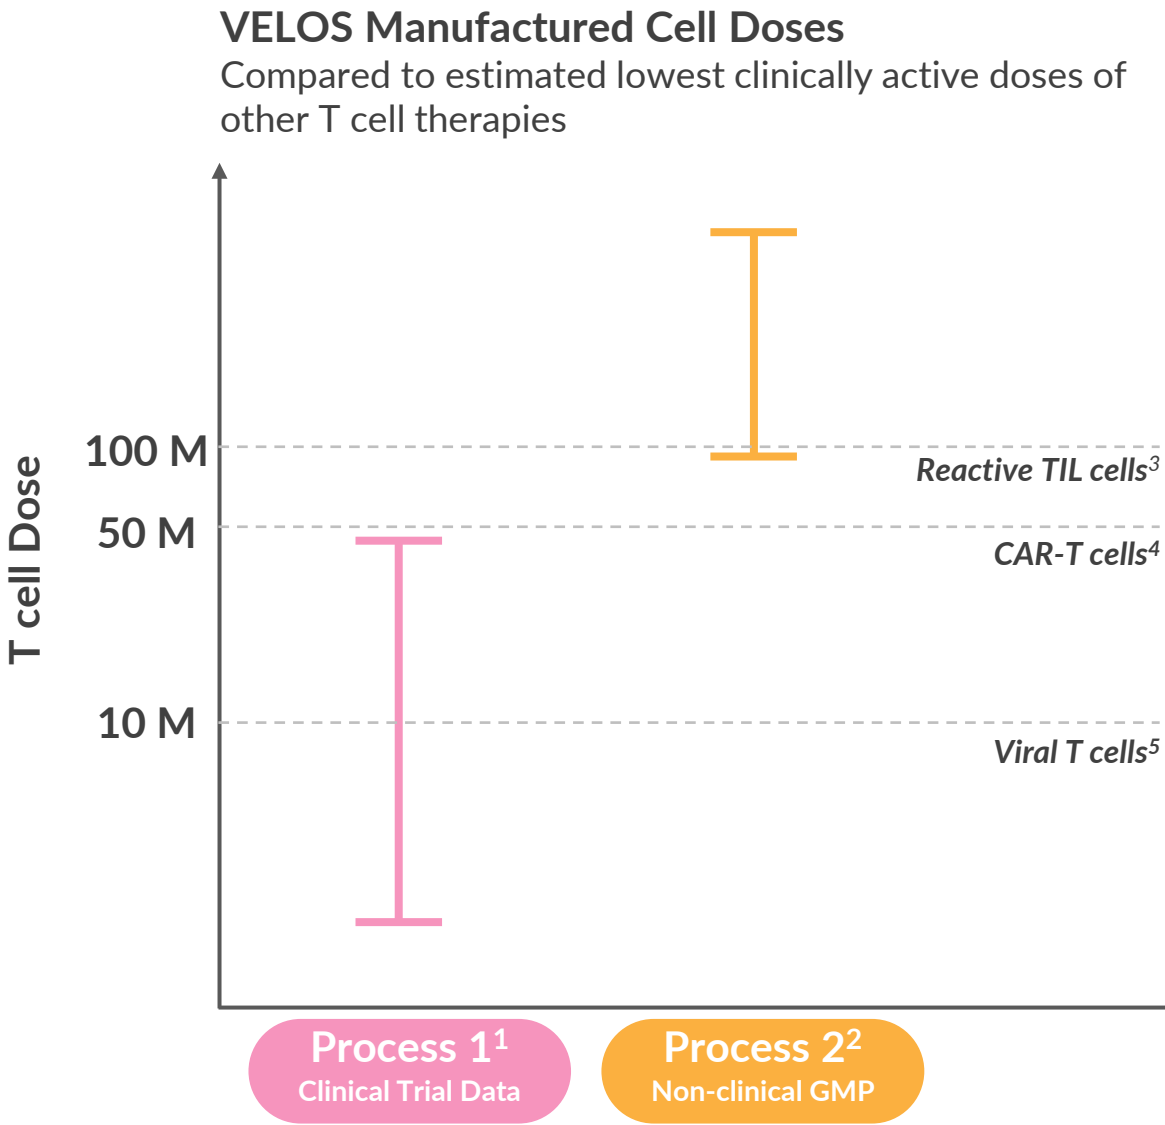 VELOS Manufactured Cell Doses
Compared to estimated lowest clinically active doses of
other T cell therapies
T cell Dose
100 M
Reactive TIL cells³
50 M
CAR-T cells⁴
10 M
Viral T cells⁵
Process 1¹
Clinical Trial Data
Process 2²
Non-clinical GMP